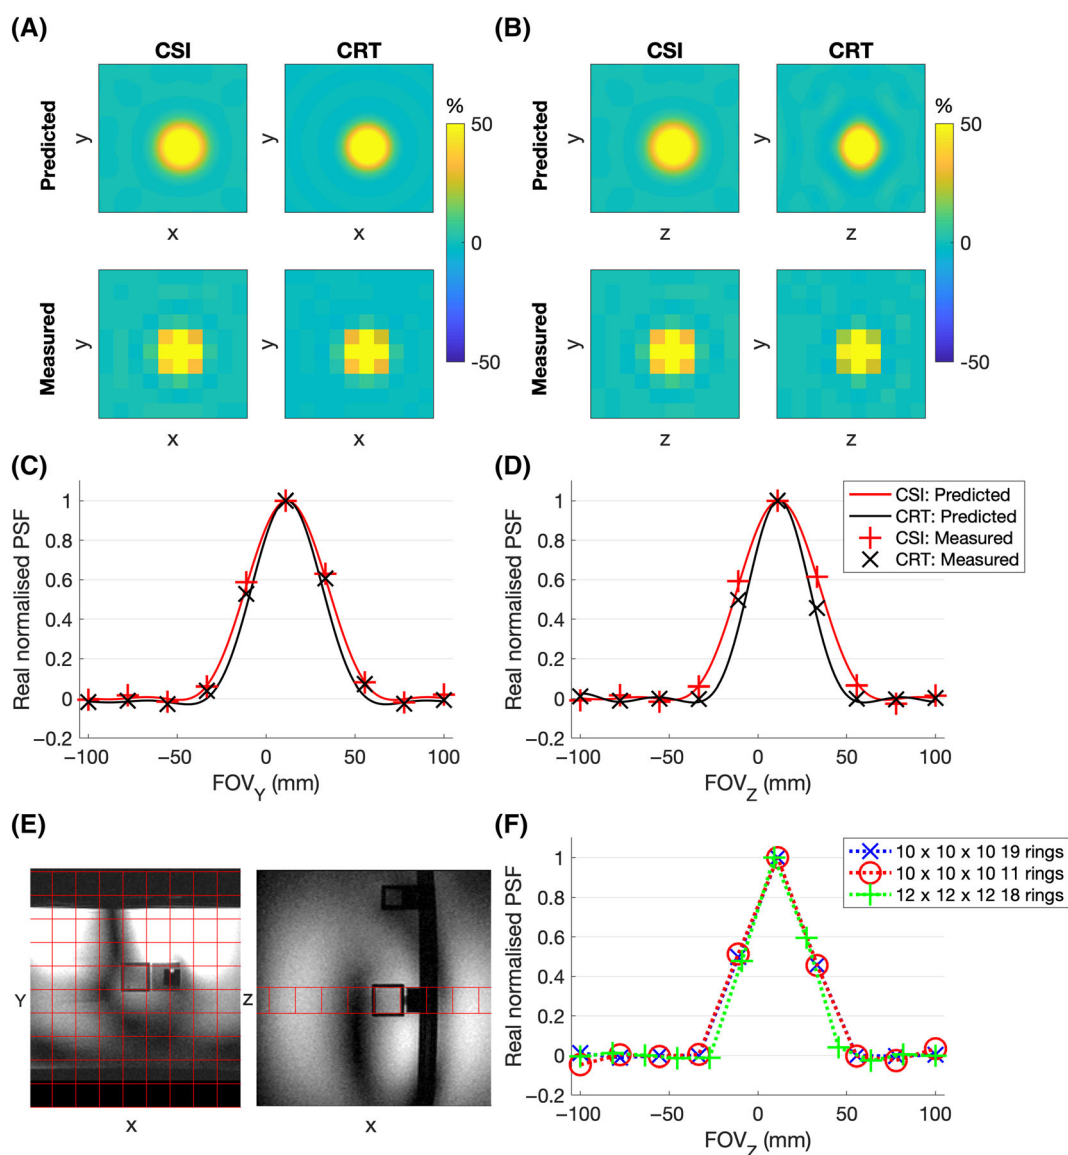 (A)
CSI
CRT
Predicted
y
x
y
x
Measured
y
x
y
x
%
50
0
-50
(B)
CSI
CRT
Predicted
y
z
y
z
Measured
y
z
y
z
%
50
0
-50
(C)
Real normalised PSF
1
0.8
0.6
0.4
0.2
0
−0.2
−100
−50
0
50
100
FOV_Y (mm)
(D)
Real normalised PSF
1
0.8
0.6
0.4
0.2
0
−0.2
−100
−50
0
50
100
FOV_Z (mm)
CSI: Predicted
CRT: Predicted
CSI: Measured
CRT: Measured
(E)
Y
X
Z
X
(F)
Real normalised PSF
1
0.8
0.6
0.4
0.2
0
−0.2
−100
−50
0
50
100
FOV_Z (mm)
10 x 10 x 10 19 rings
10 x 10 x 10 11 rings
12 x 12 x 12 18 rings